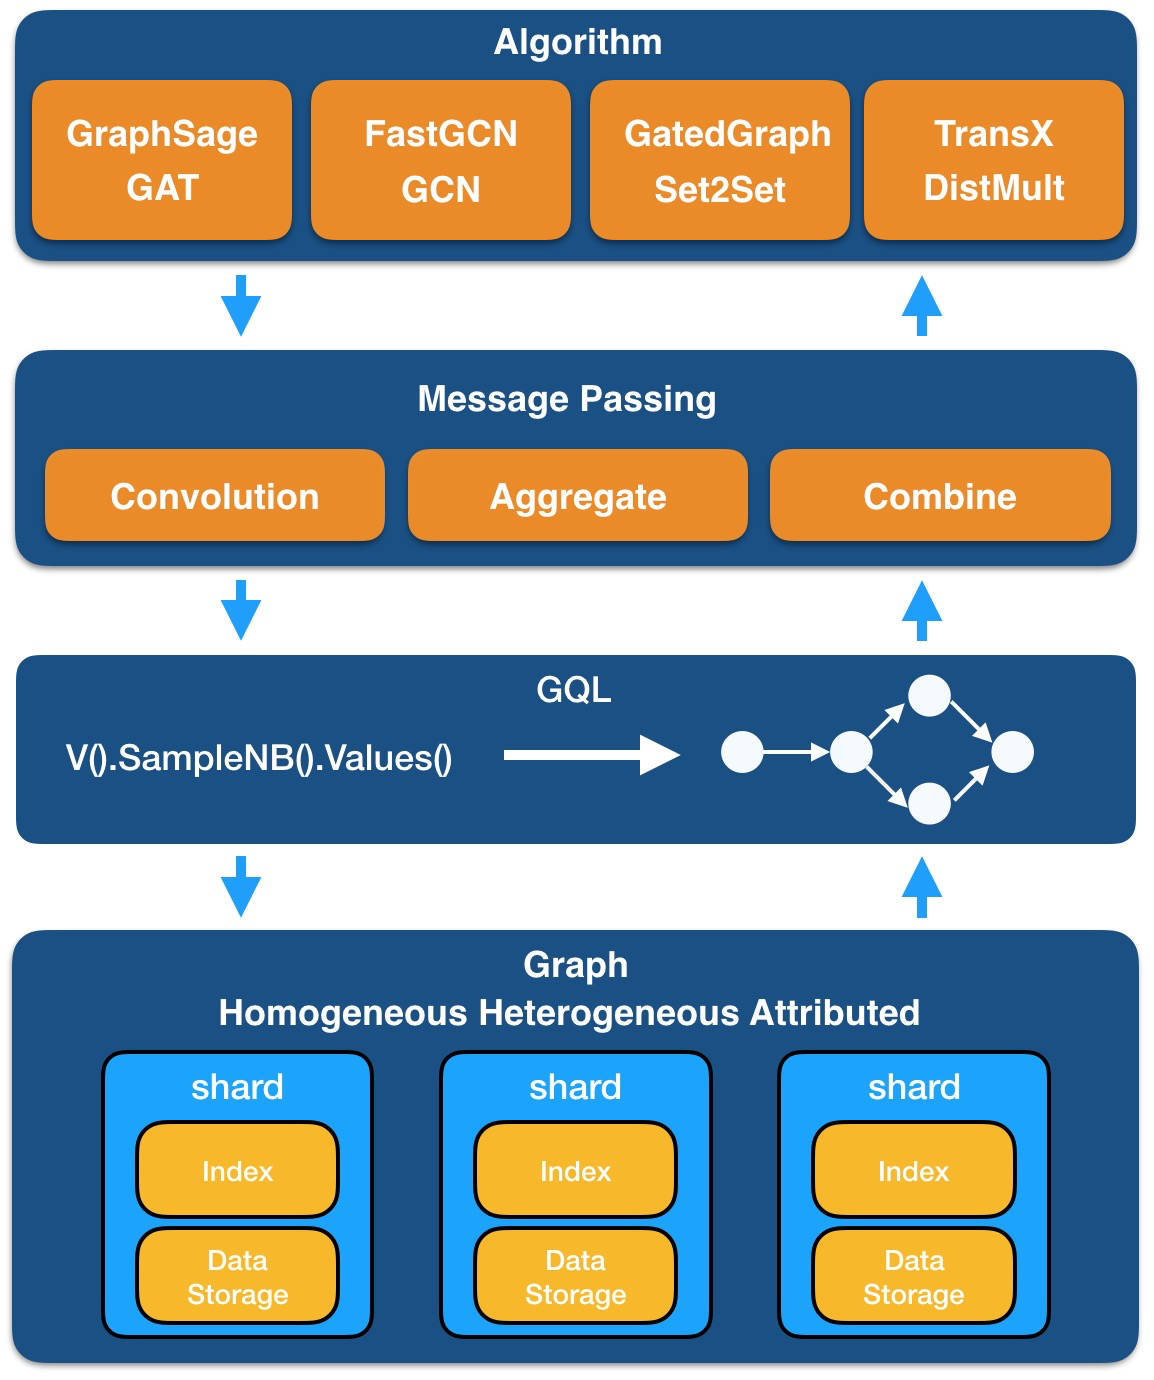 Algorithm
GraphSage
GAT
FastGCN
GCN
GatedGraph
Set2Set
TransX
DistMult
Message Passing
Convolution
Aggregate
Combine
GQL
V().SampleNB().Values()
Graph
Homogeneous Heterogeneous Attributed
shard
Index
Data
Storage
shard
Index
Data
Storage
shard
Index
Data
Storage